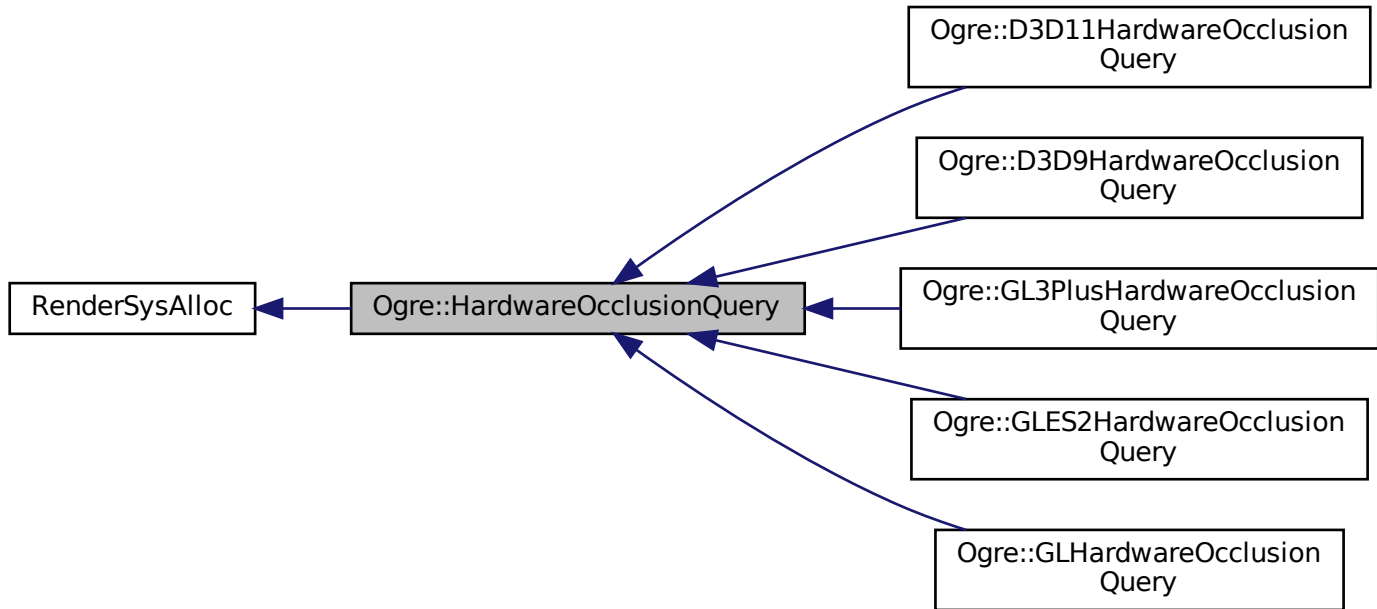 Ogre::D3D11HardwareOcclusion
Query
Ogre::D3D9HardwareOcclusion
Query
RenderSysAlloc
Ogre::HardwareOcclusionQuery
Ogre::GL3PlusHardwareOcclusion
Query
Ogre::GLES2HardwareOcclusion
Query
Ogre::GLHardwareOcclusion
Query